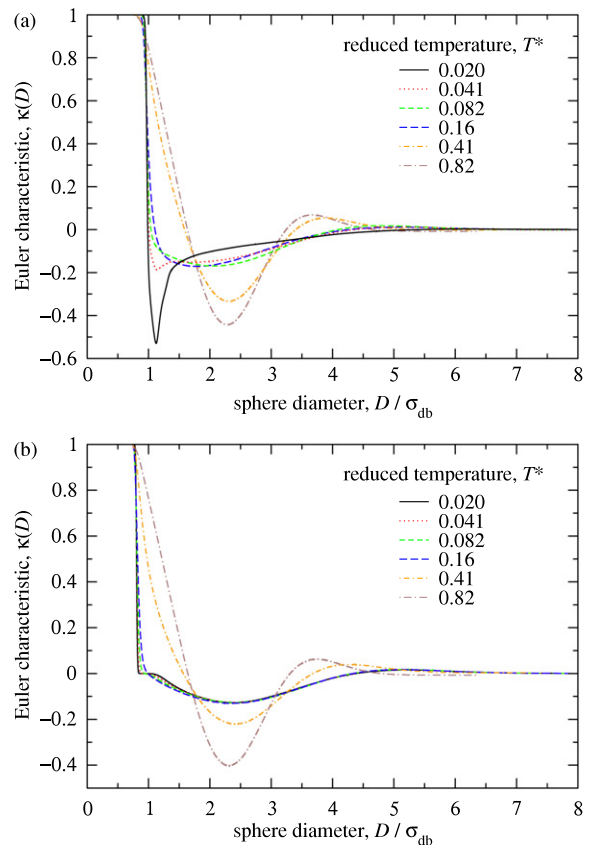 (a)
1
0.8
0.6
0.4
0.2
0
−0.2
−0.4
−0.6
Euler characteristic, κ(D)
reduced temperature, T*
0.020
0.041
0.082
0.16
0.41
0.82
0 1 2 3 4 5 6 7 8
sphere diameter, D / σdb
(b)
1
0.8
0.6
0.4
0.2
0
−0.2
−0.4
Euler characteristic, κ(D)
reduced temperature, T*
0.020
0.041
0.082
0.16
0.41
0.82
0 1 2 3 4 5 6 7 8
sphere diameter, D / σdb